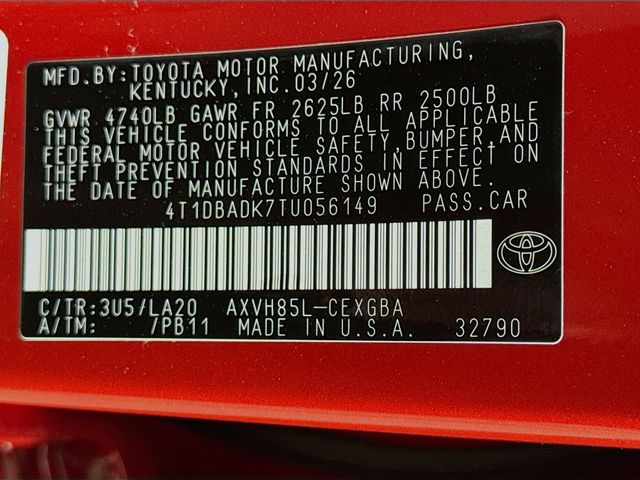 MFD.BY:TOYOTA MOTOR MANUFACTURING,
KENTUCKY,INC.03/26
GVWR 4740LB GAWR FR 2625LB RR 2500LB
THIS VEHICLE CONFORMS TO ALL APPLICABLE
FEDERAL MOTOR VEHICLE SAFETY,BUMPER,AND
THEFT PREVENTION STANDARDS IN EFFECT ON
THE DATE OF MANUFACTURE SHOWN ABOVE.
4T1DBADK7TU056149 PASS.CAR
C/TR:3U5/LA20 AXVH85L-CEXGBA
A/TM: /PB11 MADE IN U.S.A. 32790